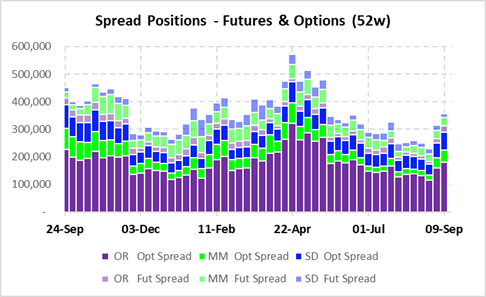 Spread Positions - Futures & Options (52w)
600,000
500,000
400,000
300,000
200,000
100,000
-
24-Sep 03-Dec 11-Feb 22-Apr 01-Jul 09-Sep
OR Opt Spread MM Opt Spread SD Opt Spread
OR Fut Spread MM Fut Spread SD Fut Spread